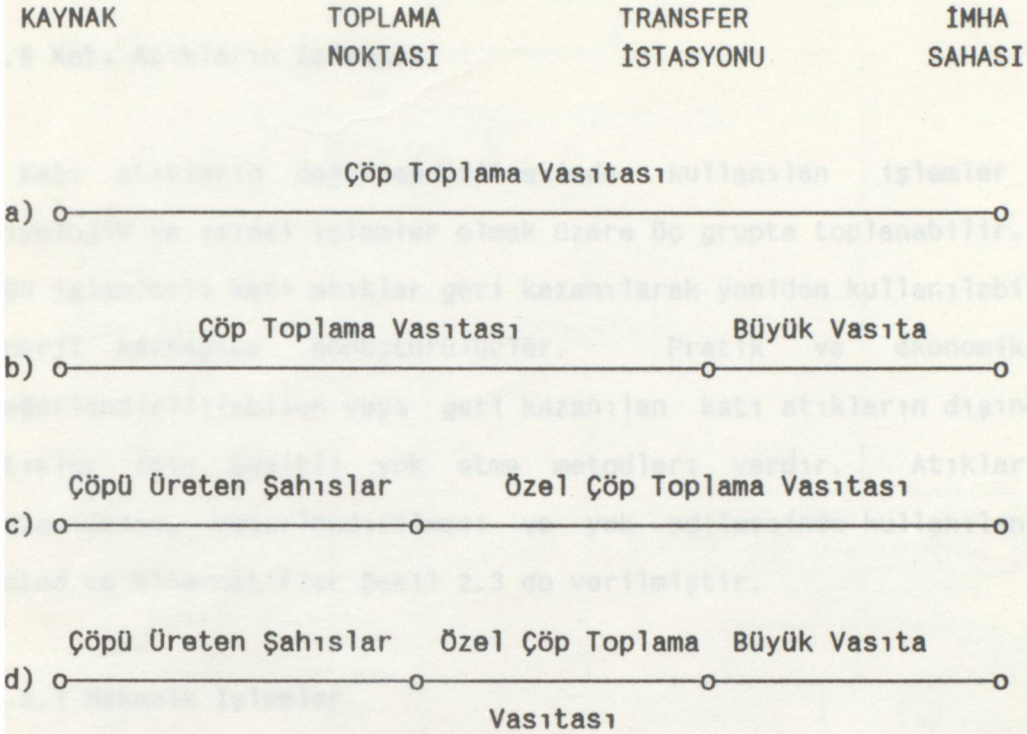 KAYNAK TOPLAMA TRANSFER İMHA
NOKTASI İSTASYONU SAHASI
Çöp Toplama Vasıtası
a) o o
Çöp Toplama Vasıtası Büyük Vasıta
b) o o o
Çöpü Üreten Şahıslar Özel Çöp Toplama Vasıtası
c) o o o
Çöpü Üreten Şahıslar Özel Çöp Toplama Büyük Vasıta
d) o o o o
Vasıtası